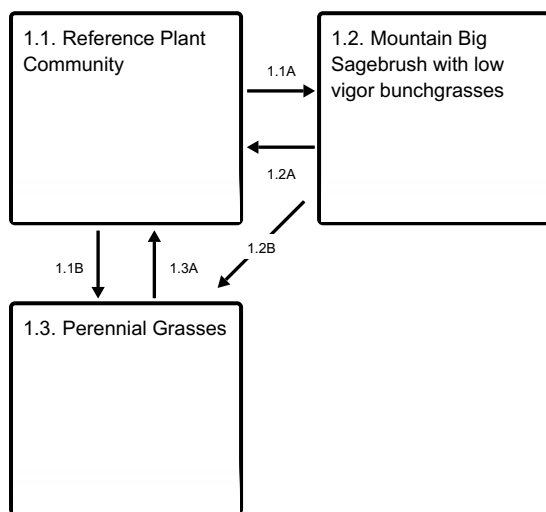 1.1. Reference Plant
Community
1.2. Mountain Big
Sagebrush with low
vigor bunchgrasses
1.1A
1.2A
1.2B
1.1B
1.3A
1.3. Perennial Grasses